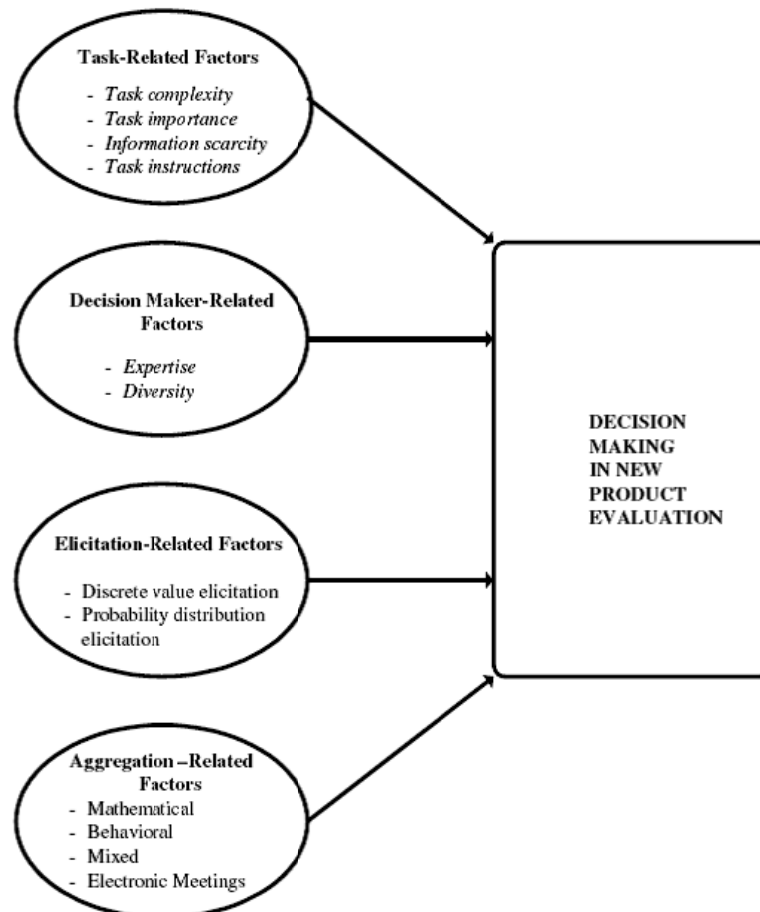 Task-Related Factors
- Task complexity
- Task importance
- Information scarcity
- Task instructions
Decision Maker-Related
Factors
- Expertise
- Diversity
DECISION
MAKING
IN NEW
PRODUCT
EVALUATION
Elicitation-Related Factors
- Discrete value elicitation
- Probability distribution
elicitation
Aggregation –Related
Factors
- Mathematical
- Behavioral
- Mixed
- Electronic Meetings